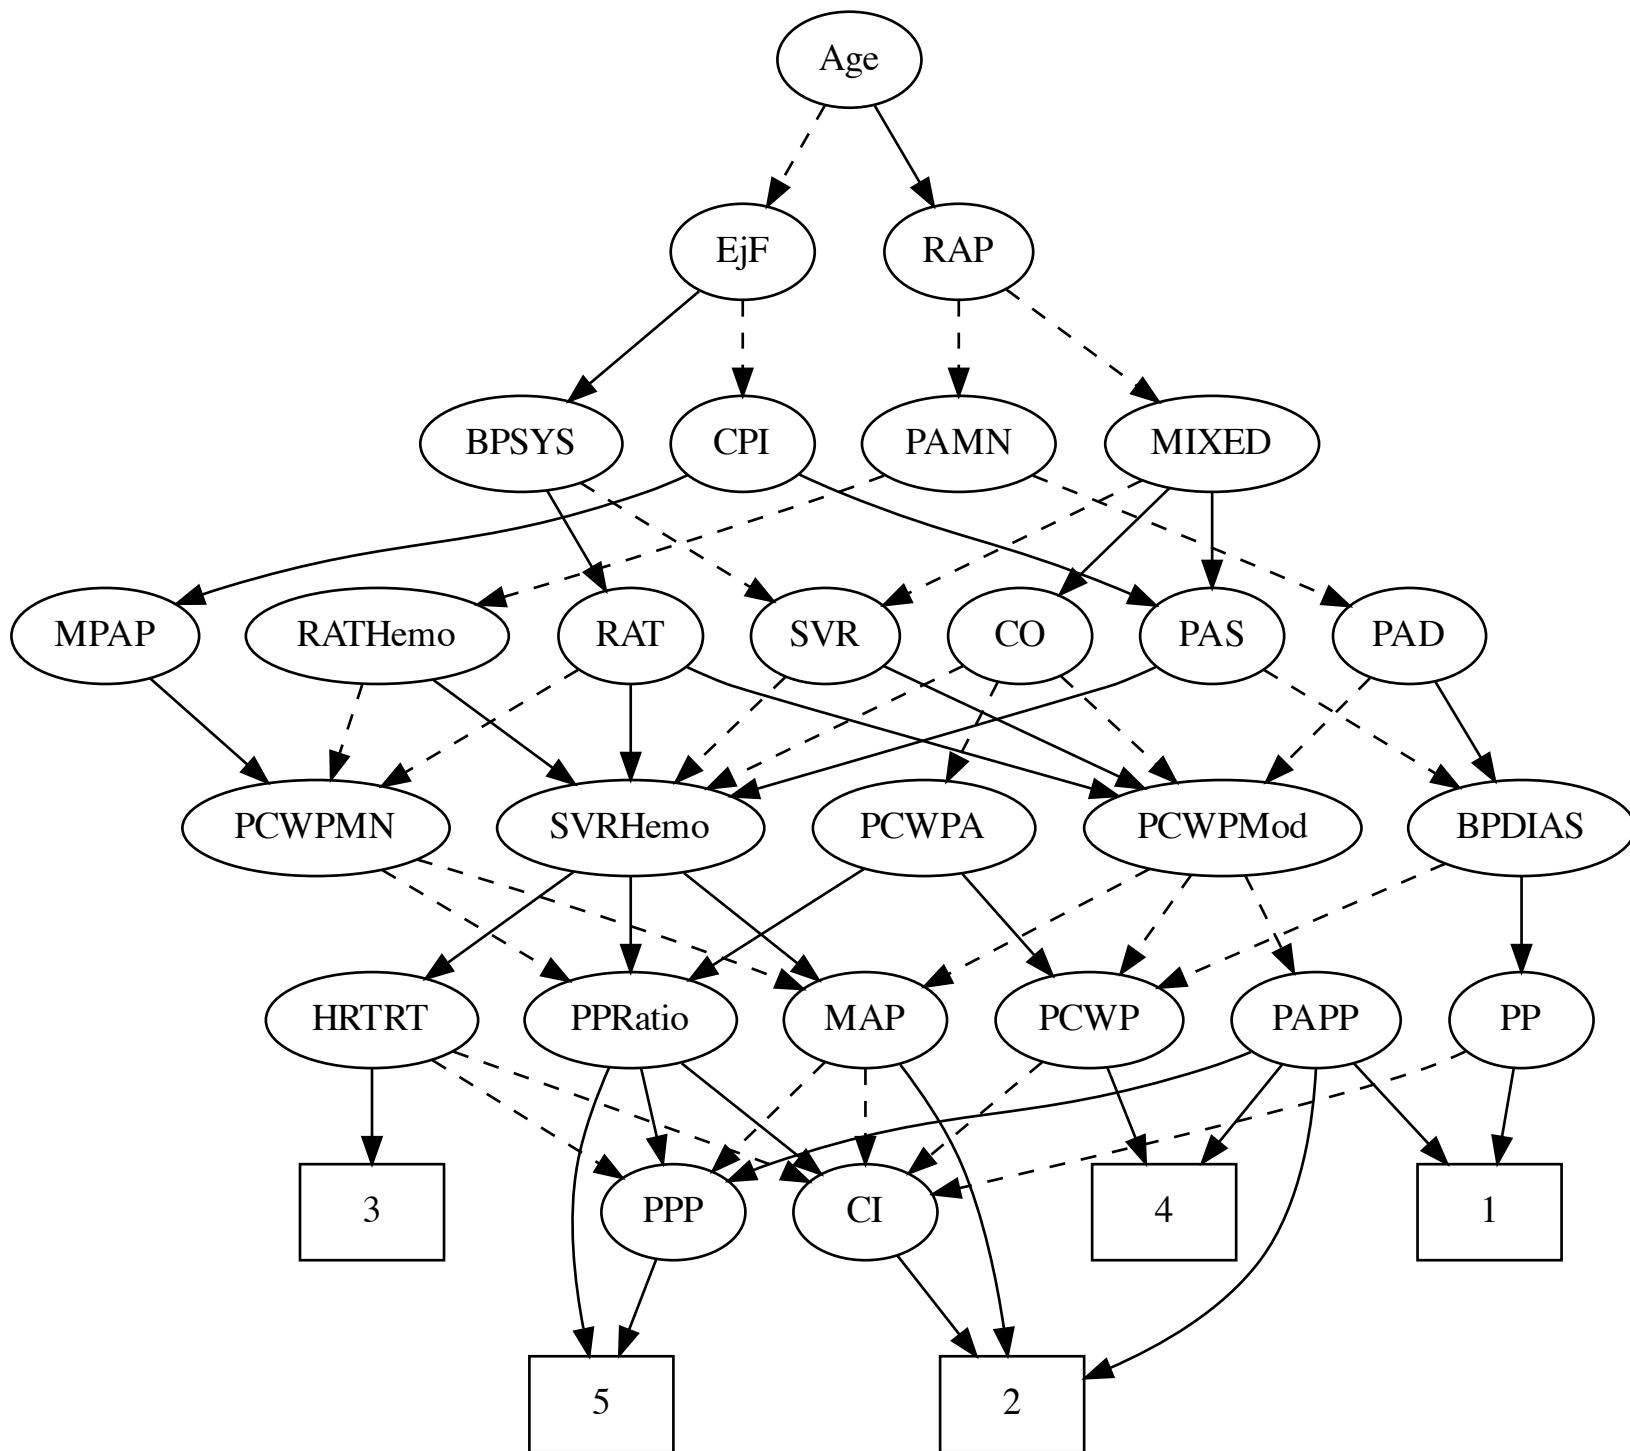 Age
EjF
RAP
BPSYS
CPI
PAMN
MIXED
MPAP
RATHemo
RAT
SVR
CO
PAS
PAD
PCWPMN
SVRHemo
PCWPA
PCWPMod
BPDIAS
HRTRT
PPRatio
MAP
PCWP
PAPP
PP
3
PPP
CI
4
1
5
2